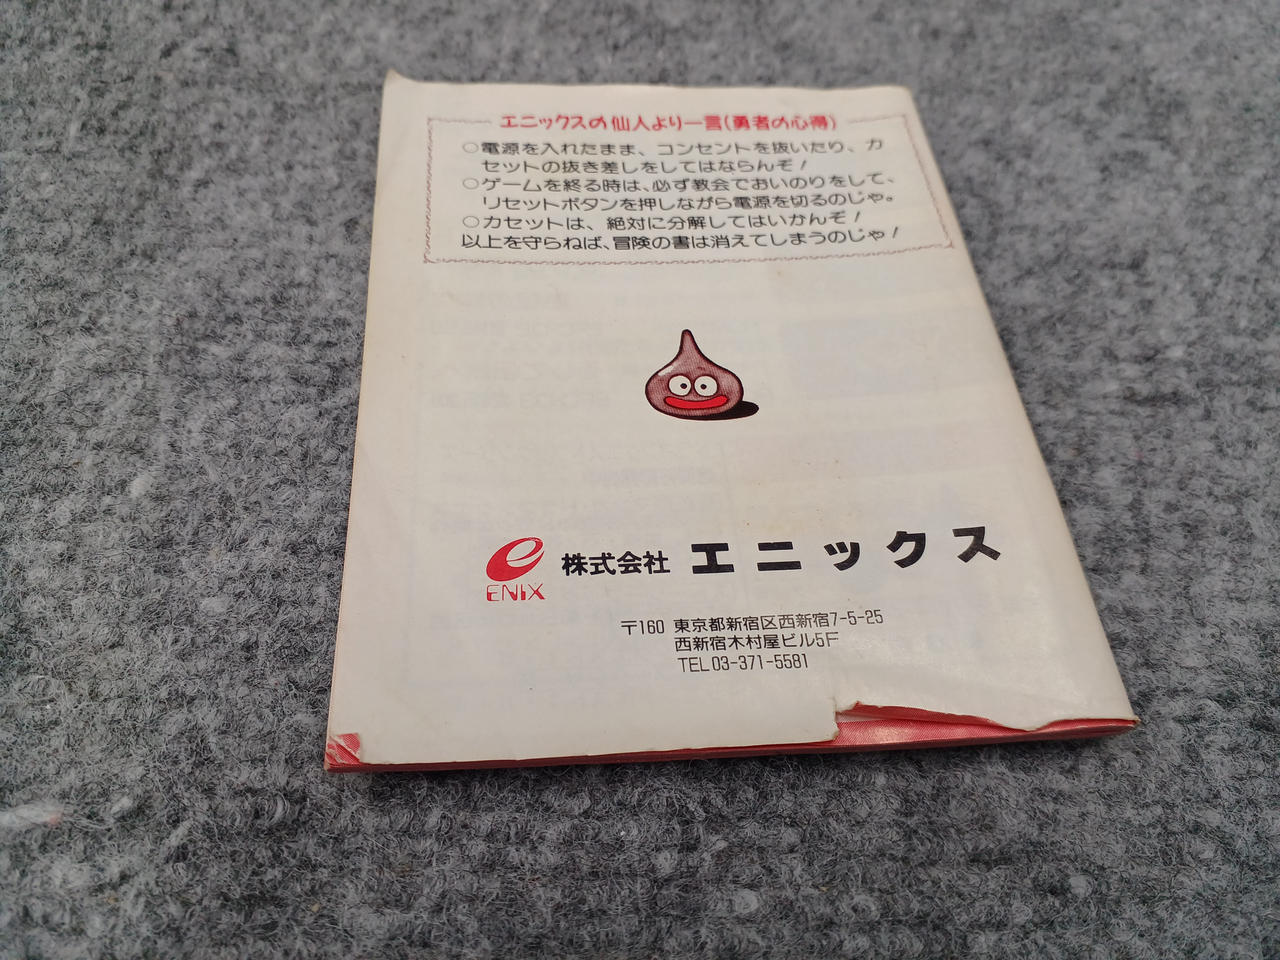 エニックスの仙人より一言(勇者の心得)
○電源を入れたまま、コンセントを抜いたり、カ
セットの抜き差しをしてはならんぞ!
○ゲームを終る時は、必ず教会でおいのりをして、
リセットボタンを押しながら電源を切るのじゃ。
○カセットは、絶対に分解してはいかんぞ!
以上を守らねば、冒険の書は消えてしまうのじゃ!
ENIX 株式会社 エニックス
〒160 東京都新宿区西新宿7-5-25
西新宿木村屋ビル5F
TEL 03-371-5581